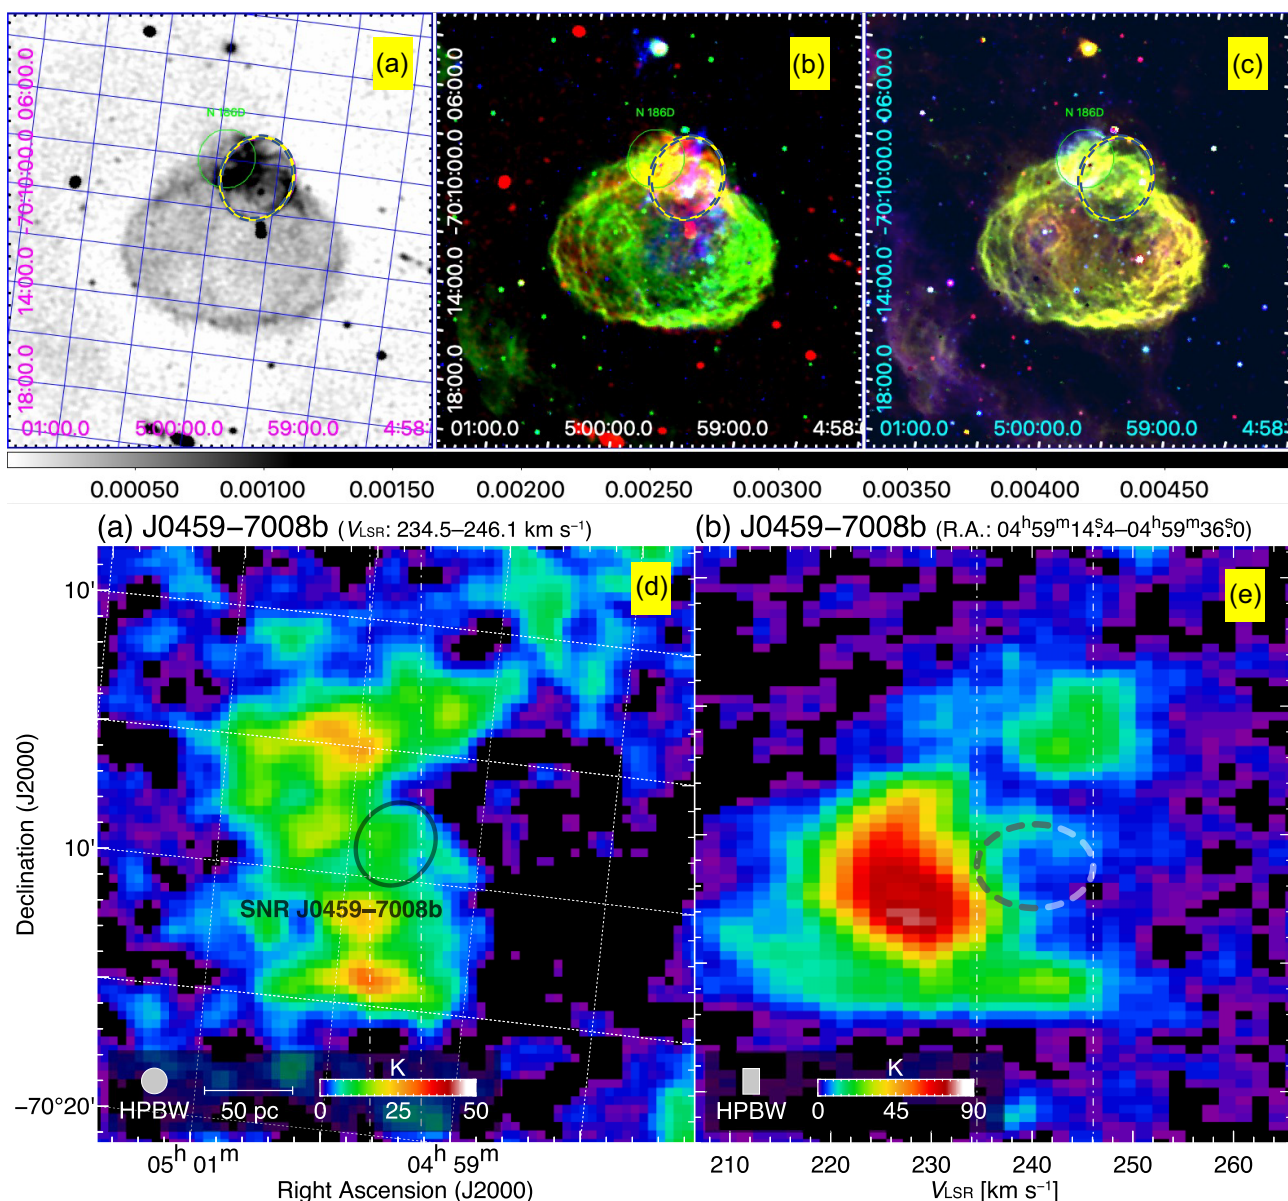 (a)
N 186D
-70:10:00.0 06:00.0
14:00.0
18:00.0
01:00.0 5:00:00.0 59:00.0 4:58:
(b)
N 186D
-70:10:00.0 06:00.0
14:00.0
18:00.0
01:00.0 5:00:00.0 59:00.0 4:58:
(c)
N 186D
-70:10:00.0 06:00.0
14:00.0
18:00.0
01:00.0 5:00:00.0 59:00.0 4:58:
0.00050 0.00100 0.00150 0.00200 0.00250 0.00300 0.00350 0.00400 0.00450
(a) J0459−7008b (VLSR: 234.5–246.1 km s⁻¹)
(d)
10'
10'
−70°20'
Declination (J2000)
SNR J0459−7008b
HPBW
50 pc
K
0 25 50
05ʰ 01ᵐ 04ʰ 59ᵐ
Right Ascension (J2000)
(b) J0459−7008b (R.A.: 04ʰ59ᵐ14ˢ.4–04ʰ59ᵐ36ˢ.0)
(e)
HPBW
K
0 45 90
210 220 230 240 250 260
VLSR [km s⁻¹]